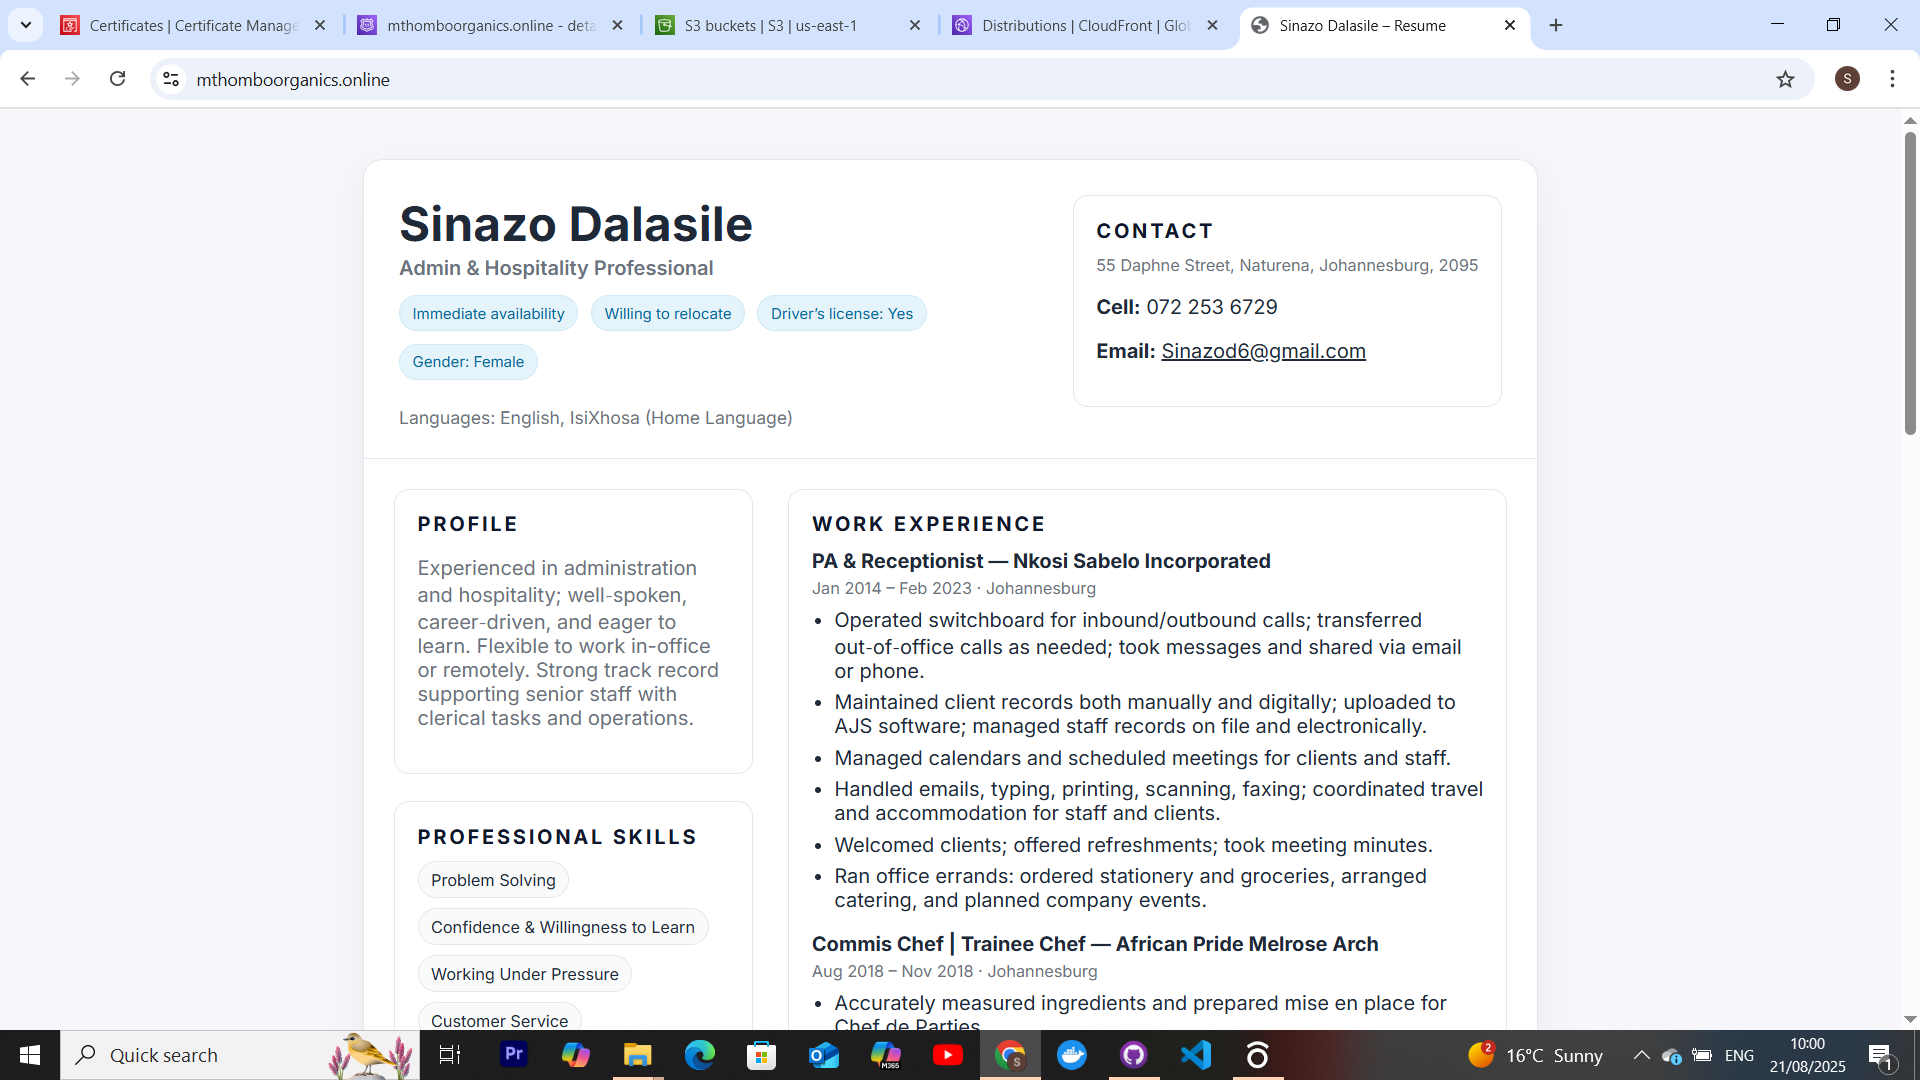 Certificates | Certificate Manage
mthomboorganics.online - deta
S3 buckets | S3 | us-east-1
Distributions | CloudFront | Glo
Sinazo Dalasile – Resume
mthomboorganics.online
S
Sinazo Dalasile
Admin & Hospitality Professional
Immediate availability
Willing to relocate
Driver’s license: Yes
Gender: Female
Languages: English, IsiXhosa (Home Language)
CONTACT
55 Daphne Street, Naturena, Johannesburg, 2095
Cell: 072 253 6729
Email: Sinazod6@gmail.com
PROFILE
Experienced in administration
and hospitality; well-spoken,
career-driven, and eager to
learn. Flexible to work in-office
or remotely. Strong track record
supporting senior staff with
clerical tasks and operations.
PROFESSIONAL SKILLS
Problem Solving
Confidence & Willingness to Learn
Working Under Pressure
Customer Service
WORK EXPERIENCE
PA & Receptionist — Nkosi Sabelo Incorporated
Jan 2014 – Feb 2023 · Johannesburg
• Operated switchboard for inbound/outbound calls; transferred
out-of-office calls as needed; took messages and shared via email
or phone.
• Maintained client records both manually and digitally; uploaded to
AJS software; managed staff records on file and electronically.
• Managed calendars and scheduled meetings for clients and staff.
• Handled emails, typing, printing, scanning, faxing; coordinated travel
and accommodation for staff and clients.
• Welcomed clients; offered refreshments; took meeting minutes.
• Ran office errands: ordered stationery and groceries, arranged
catering, and planned company events.
Commis Chef | Trainee Chef — African Pride Melrose Arch
Aug 2018 – Nov 2018 · Johannesburg
• Accurately measured ingredients and prepared mise en place for
Chef de Parties
Quick search
Pr
M365
S
2
16°C Sunny
ENG
10:00
21/08/2025
1